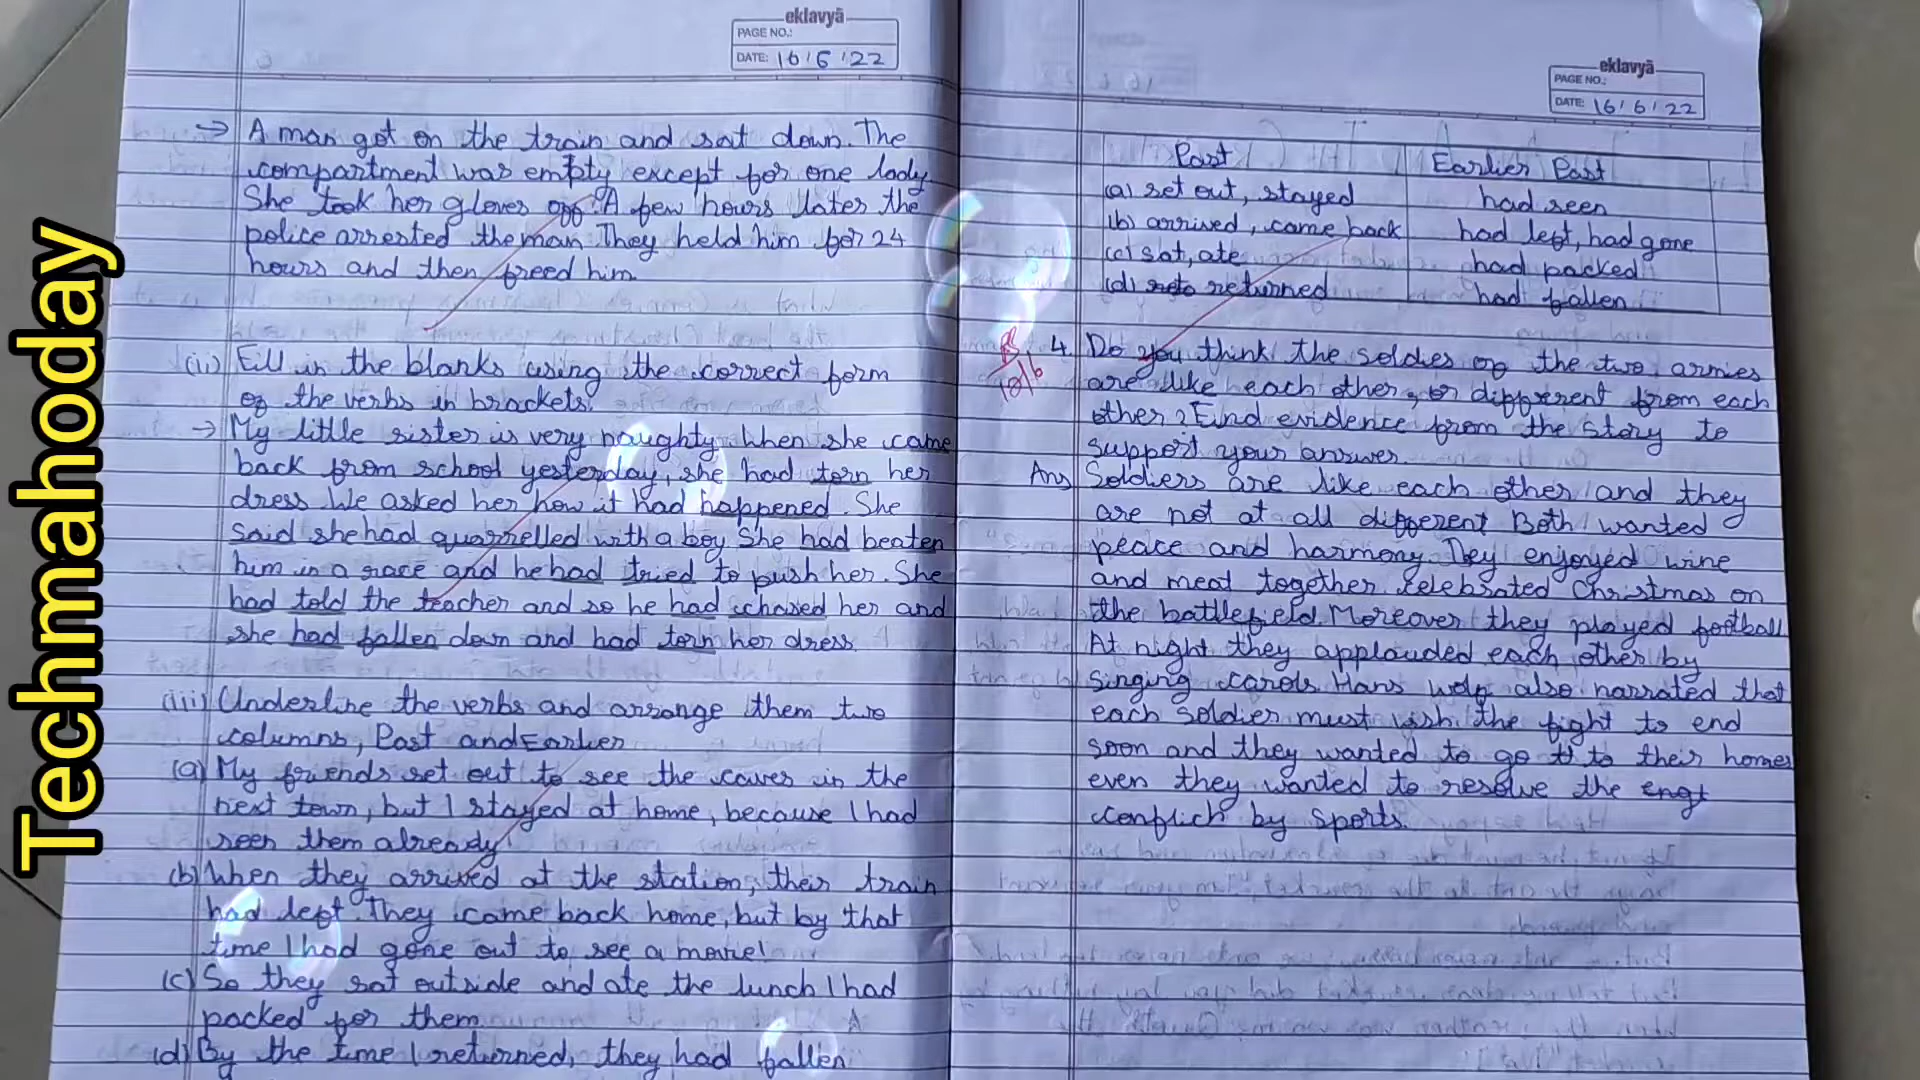 Techmahoday
eklavyā
PAGE NO.:
DATE: 16/6/22
→ A man got on the train and sat down. The
compartment was empty except for one lady
She took her gloves off. A few hours later the
police arrested the man They held him for 24
hours and then freed him
(ii) Fill in the blanks using the correct form
of the verbs in brackets.
→ My little sister is very naughty. When she came
back from school yesterday, she had torn her
dress. We asked her how it had happened. She
said she had quarrelled with a boy She had beaten
him in a race and he had tried to push her. She
had told the teacher and so he had chased her and
she had fallen down and had torn her dress.
(iii) Underline the verbs and arrange them two
columns, Past and Earlier
(a) My friends set out to see the caves in the
next town, but I stayed at home, because I had
seen them already
(b) When they arrived at the station, their train
had left. They came back home, but by that
time I had gone out to see a movie!
(c) So they sat outside and ate the lunch I had
packed for them
(d) By the time I returned, they had fallen
eklavyā
PAGE NO.:
DATE: 16/6/22
Past Earlier Past
(a) set out, stayed had seen
(b) arrived, came back had left, had gone
(c) sat, ate had packed
(d) returned had fallen
4. Do you think the soldies of the two armies
are like each other, or different from each
other? Find evidence from the story to
support your answer.
Ans Soldiers are like each other and they
are not at all different Both wanted
peace and harmony. They enjoyed wine
and meat together celebrated Christmas on
the battlefield. Moreover they played football
At night they applauded each other by
singing carols. Hans wolf also narrated that
each soldier must wish the fight to end
soon and they wanted to go to their homes
even they wanted to resolve the
conflich by sports.